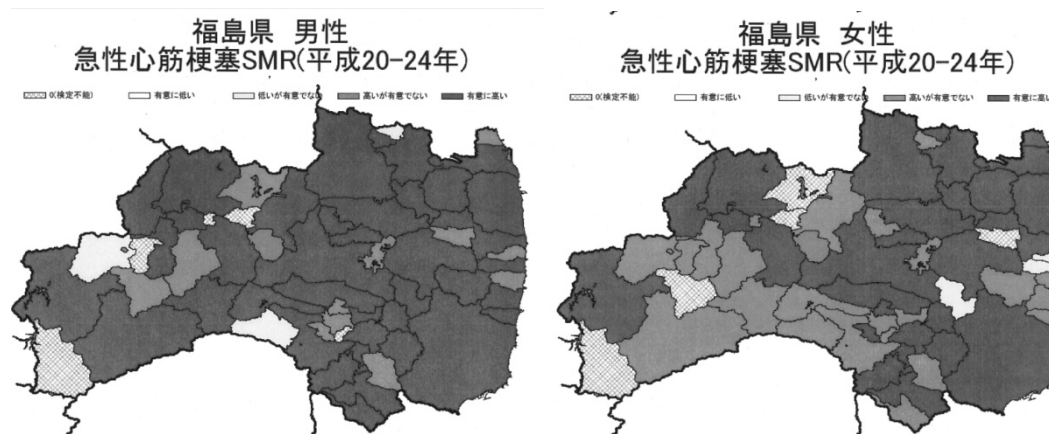 福島県 男性
急性心筋梗塞SMR(平成20-24年)
0(検定不能)
有意に低い
低いが有意でない
高いが有意でない
有意に高い
福島県 女性
急性心筋梗塞SMR(平成20-24年)
0(検定不能)
有意に低い
低いが有意でない
高いが有意でない
有意に高い